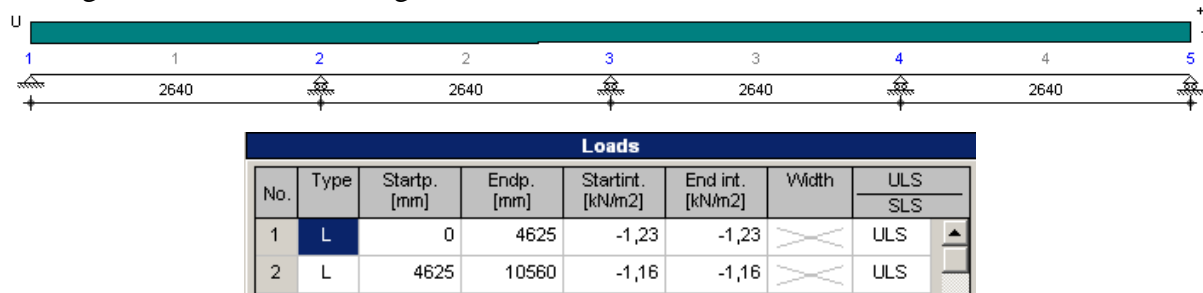 U
+
1 1 2 2 3 3 4 4 5
2640 2640 2640 2640
Loads
No. Type Startp. [mm] Endp. [mm] Startint. [kN/m2] End int. [kN/m2] Width ULS SLS
1 L 0 4625 -1,23 -1,23 ULS
2 L 4625 10560 -1,16 -1,16 ULS